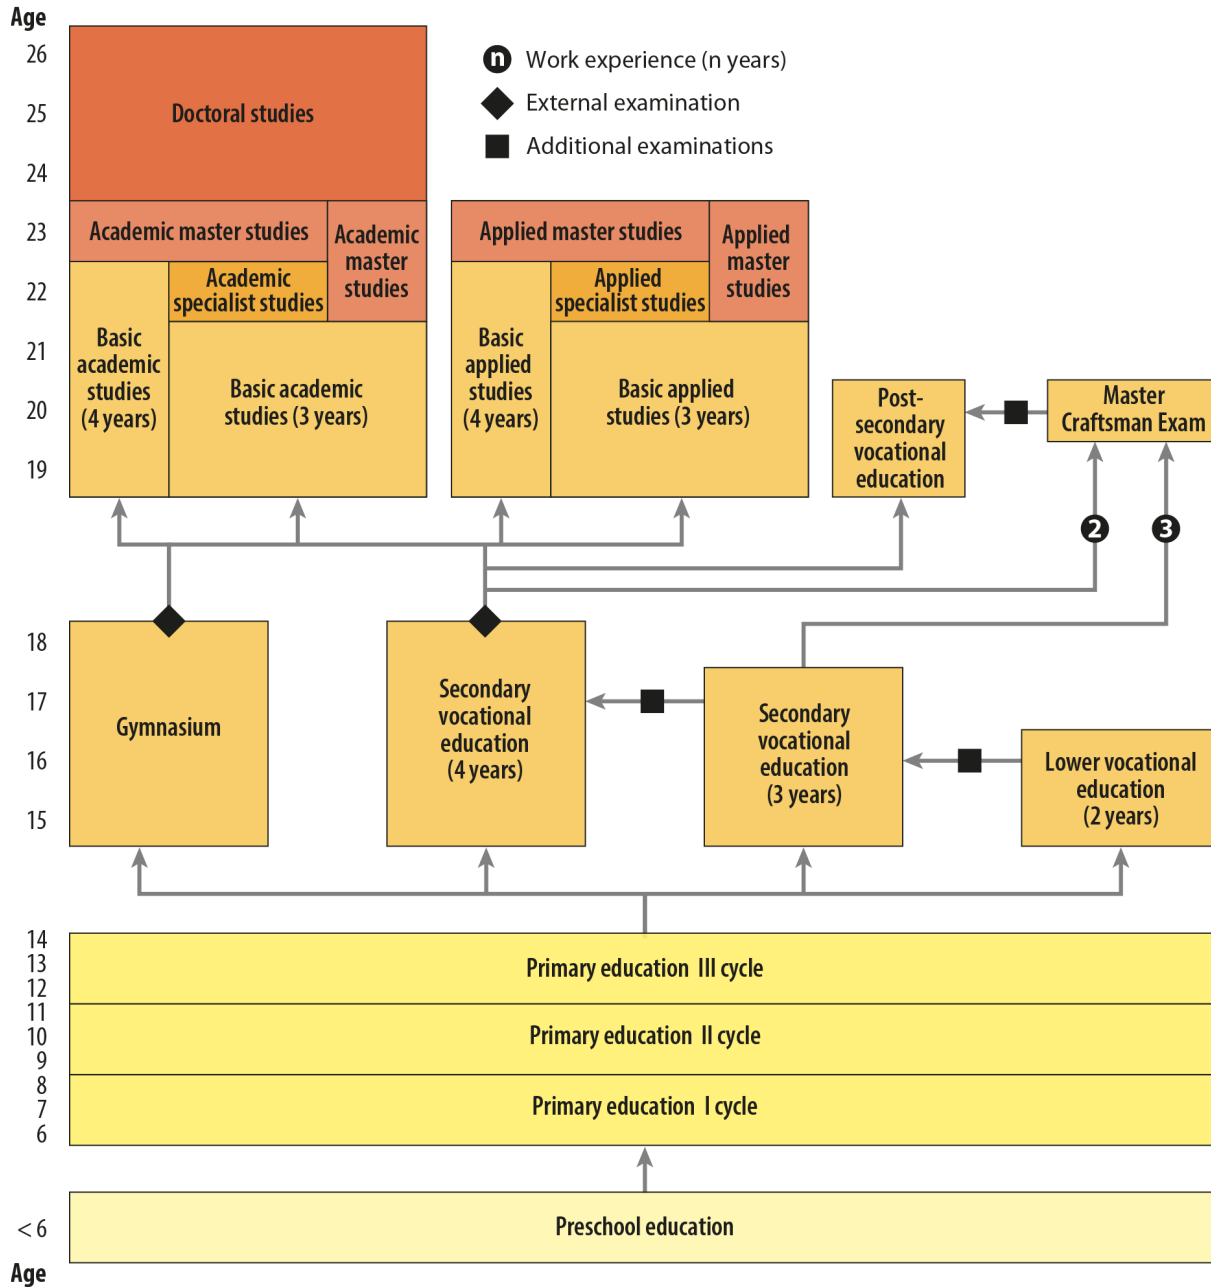 Age
26
25
24
23
22
21
20
19
18
17
16
15
14
13
12
11
10
9
8
7
6
< 6
Age
n Work experience (n years)
External examination
Additional examinations
Doctoral studies
Academic master studies
Academic
master
studies
Academic
specialist studies
Basic
academic
studies
(4 years)
Basic academic
studies (3 years)
Applied master studies
Applied
master
studies
Applied
specialist studies
Basic
applied
studies
(4 years)
Basic applied
studies (3 years)
Post-
secondary
vocational
education
Master
Craftsman Exam
2
3
Gymnasium
Secondary
vocational
education
(4 years)
Secondary
vocational
education
(3 years)
Lower vocational
education
(2 years)
Primary education III cycle
Primary education II cycle
Primary education I cycle
Preschool education